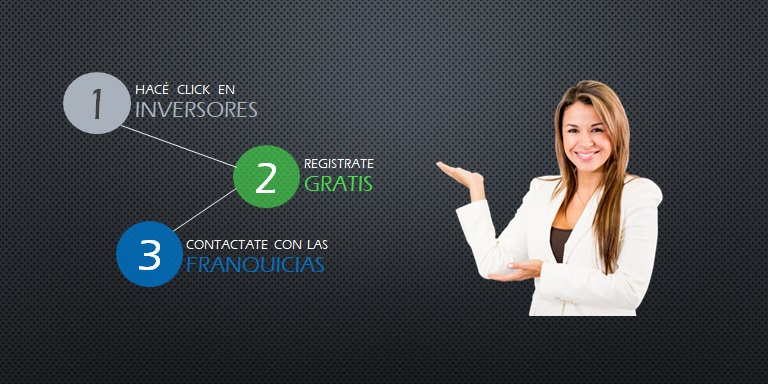 1
HACÉ CLICK EN
INVERSORES
2
REGISTRATE
GRATIS
3
CONTACTATE CON LAS
FRANQUICIAS